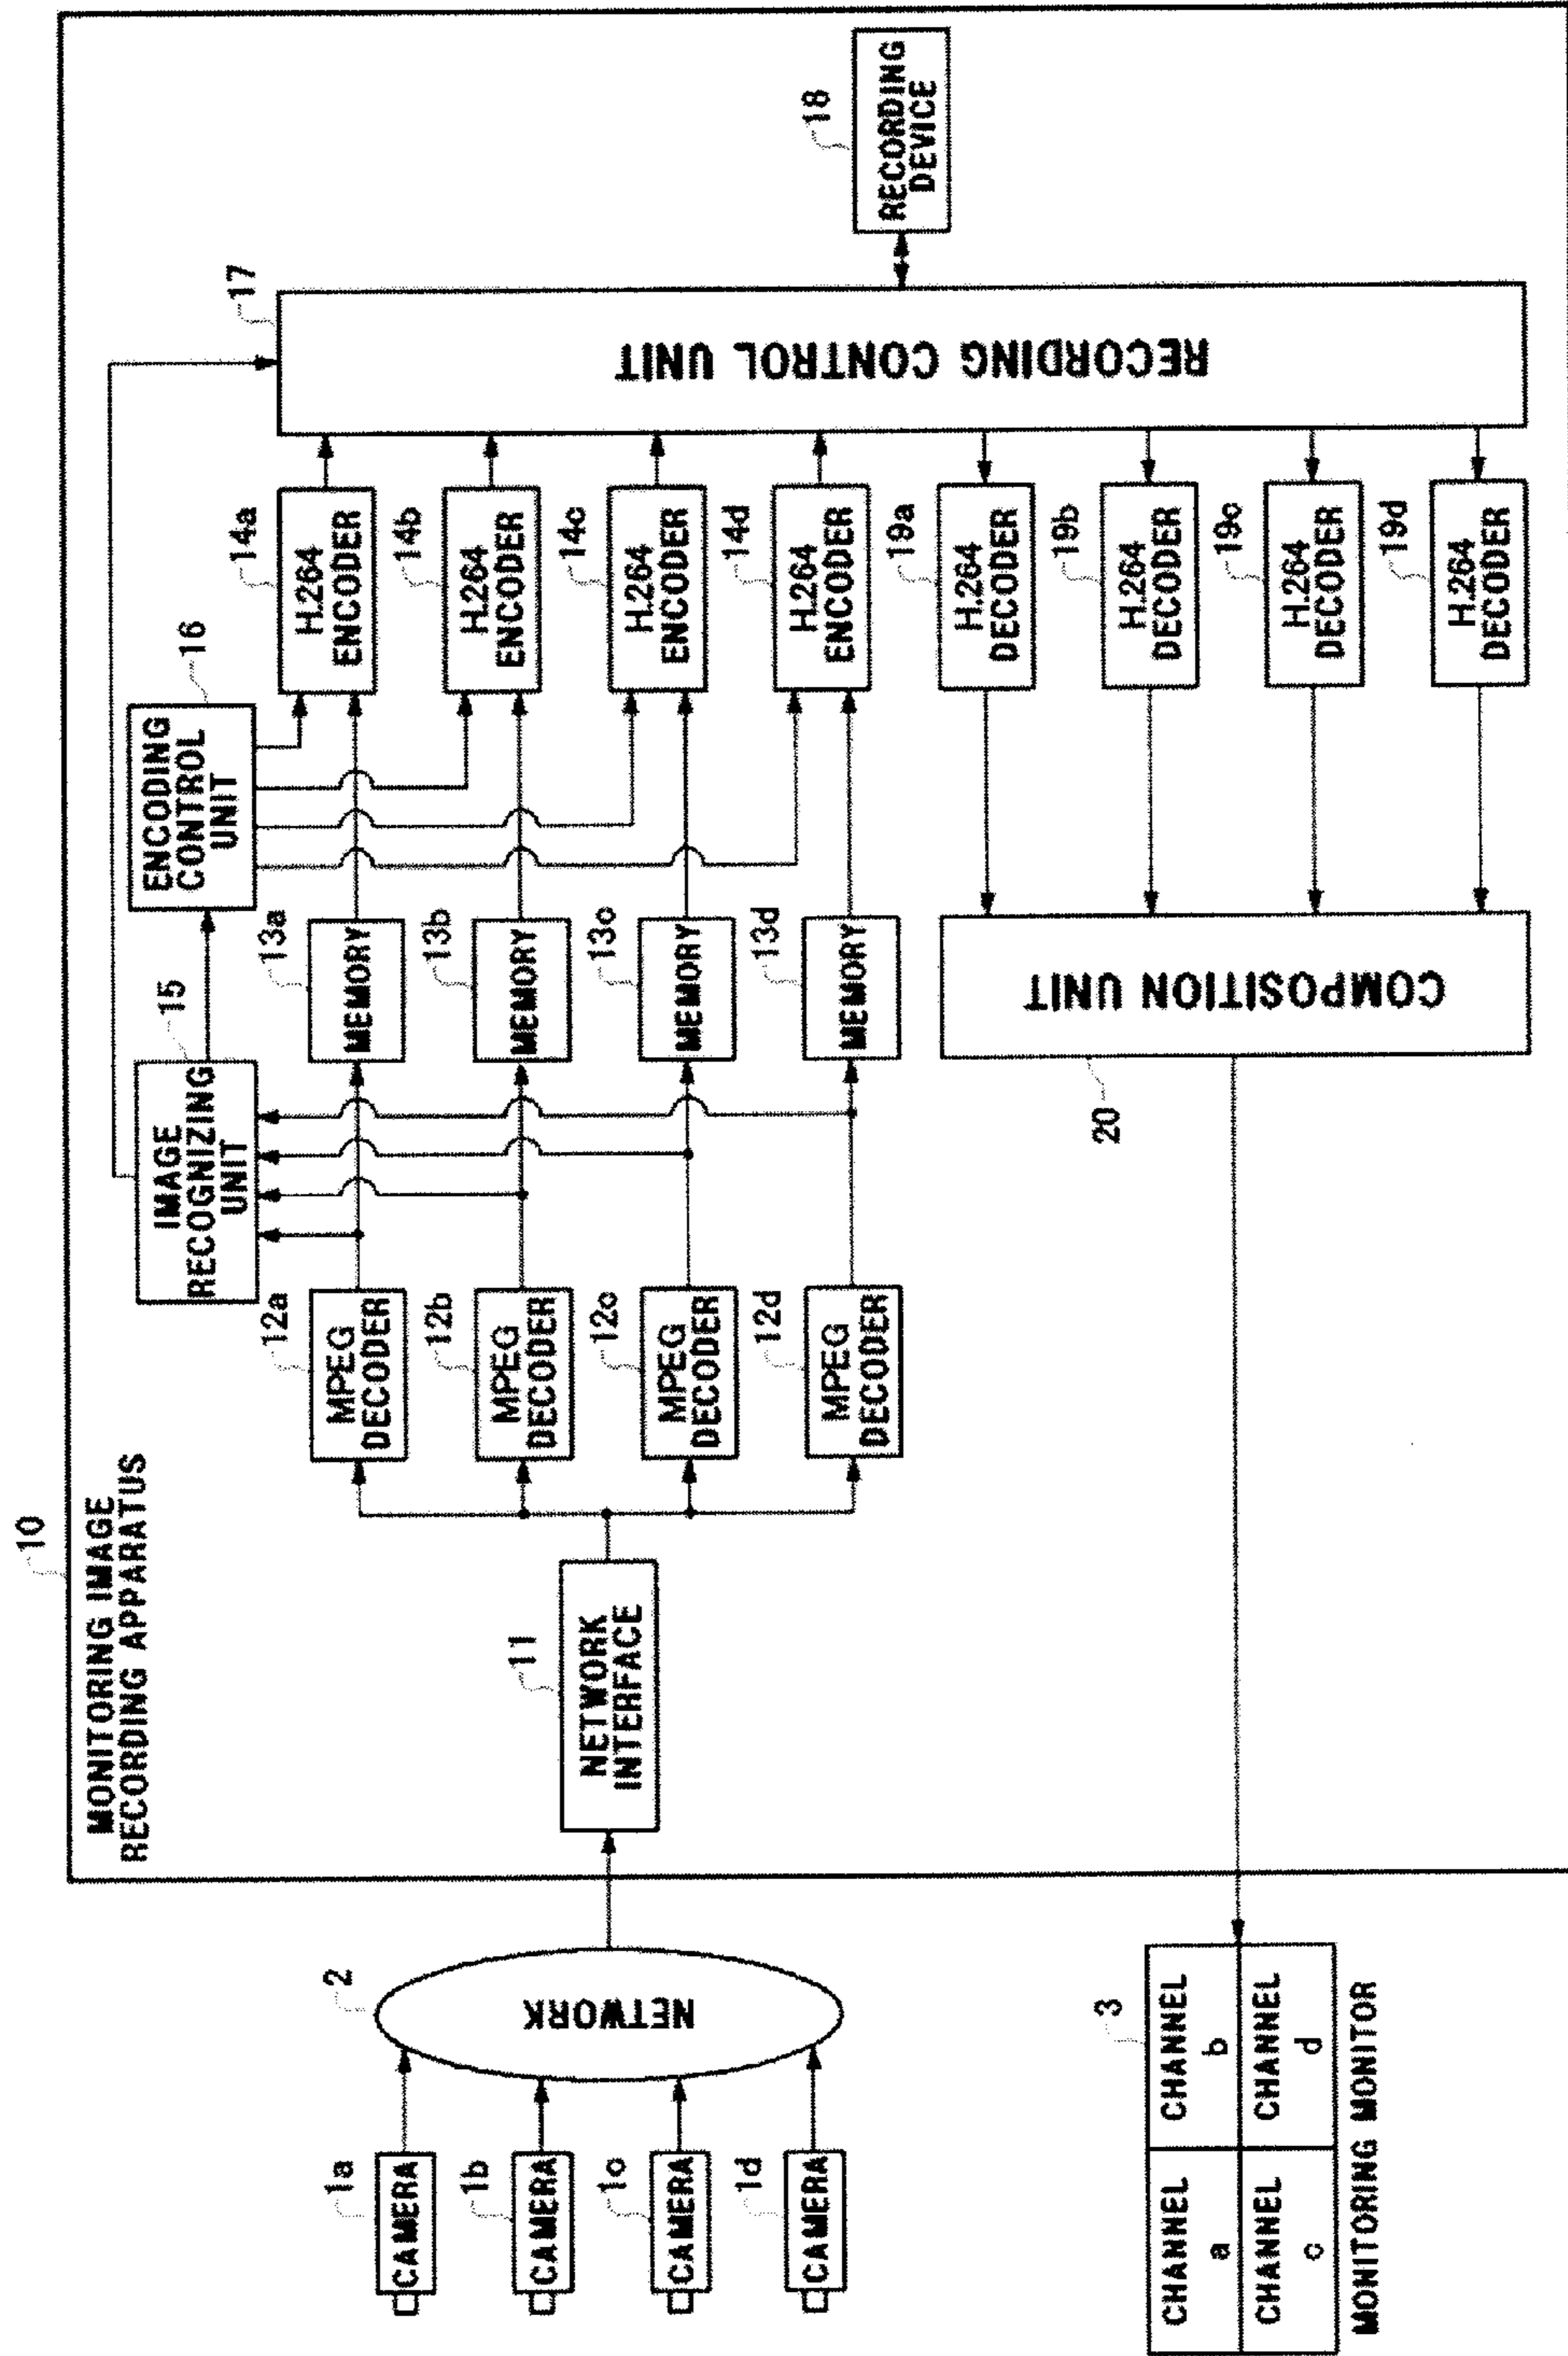 10
MONITORING IMAGE
RECORDING APPARATUS
1a
CAMERA
1b
CAMERA
1c
CAMERA
1d
CAMERA
2
NETWORK
11
NETWORK
INTERFACE
12a
MPEG
DECODER
12b
MPEG
DECODER
12c
MPEG
DECODER
12d
MPEG
DECODER
15
IMAGE
RECOGNIZING
UNIT
13a
MEMORY
13b
MEMORY
13c
MEMORY
13d
MEMORY
16
ENCODING
CONTROL
UNIT
14a
H.264
ENCODER
14b
H.264
ENCODER
14c
H.264
ENCODER
14d
H.264
ENCODER
17
RECORDING CONTROL UNIT
18
RECORDING
DEVICE
19a
H.264
DECODER
19b
H.264
DECODER
19c
H.264
DECODER
19d
H.264
DECODER
20
COMPOSITION UNIT
3
CHANNEL
a
CHANNEL
b
CHANNEL
c
CHANNEL
d
MONITORING MONITOR